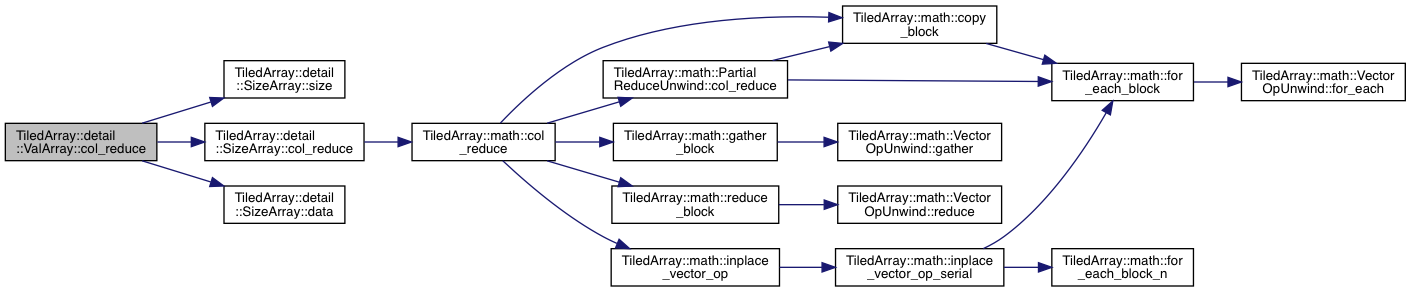 TiledArray::detail
::ValArray::col_reduce
TiledArray::detail
::SizeArray::size
TiledArray::detail
::SizeArray::col_reduce
TiledArray::detail
::SizeArray::data
TiledArray::math::col
_reduce
TiledArray::math::copy
_block
TiledArray::math::Partial
ReduceUnwind::col_reduce
TiledArray::math::gather
_block
TiledArray::math::reduce
_block
TiledArray::math::inplace
_vector_op
TiledArray::math::Vector
OpUnwind::gather
TiledArray::math::Vector
OpUnwind::reduce
TiledArray::math::inplace
_vector_op_serial
TiledArray::math::for
_each_block
TiledArray::math::for
_each_block_n
TiledArray::math::Vector
OpUnwind::for_each